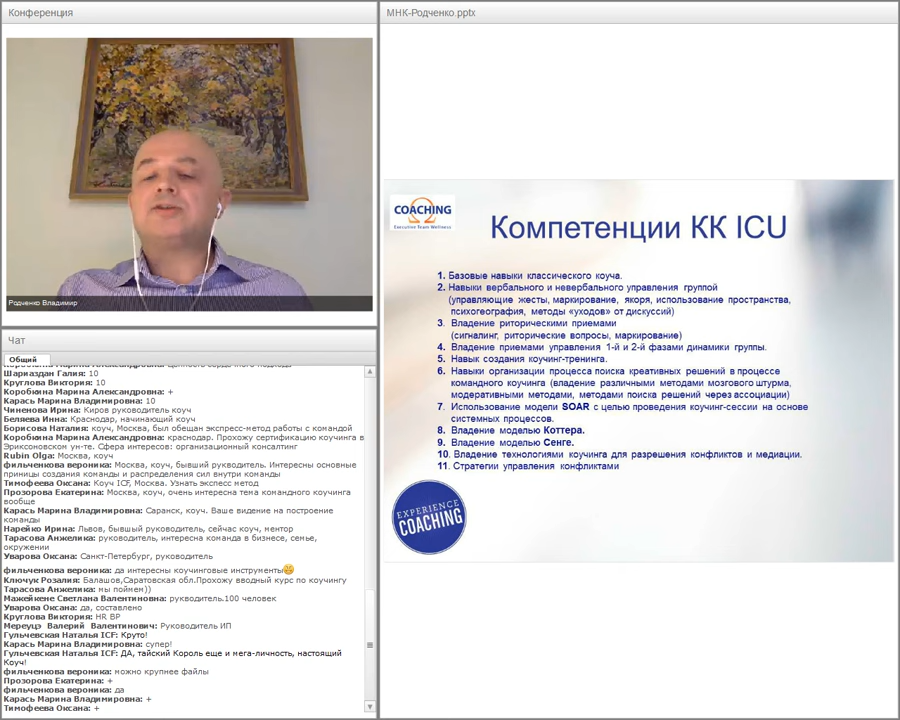 Конференция
Родченко Владимир
Чат
Общий
Шариаздан Галия: 10
Круглова Виктория: 10
Коробкина Мария Александровна: +
Карась Марина Владимировна: 10
Чиненова Ирина: Киров руководитель коуч
Беляева Инна: Краснодар, начинающий коуч
Борисова Наталия: коуч, Москва, был обещан экспресс-метод работы с командой
Коробкина Мария Александровна: краснодар. Прохожу сертификацию коучинга в
Эриксоновском ун-те. Сфера интересов: организационный консалтинг
Rubin Olga: Москва, коуч
фильченкова вероника: Москва, коуч, бывший руководитель. Интересны основные
приницы создания команды и распределения сил внутри команды
Тимофеева Оксана: Коуч ICF, Москва. Узнать экспесс метод
Прозорова Екатерина: Москва, коуч, очень интересна тема командного коучинга
вообще
Карась Марина Владимировна: Саранск, коуч. Ваше видение на построение
команды
Нарейко Ирина: Львов, бывшый руководитель, сейчас коуч, ментор
Тарасова Анжелика: руководитель, интересна команда в бизнесе, семье,
окружении
Уварова Оксана: Санкт-Петербург, руководитель
фильченкова вероника: да интересны коучинговые инструменты
Ключук Розалия: Балашов,Саратовская обл.Прохожу вводный курс по коучингу
Тарасова Анжелика: мы поймем))
Мажейкене Светлана Валентиновна: рукводитель.100 человек
Уварова Оксана: да, составлено
Круглова Виктория: HR BP
Мереуцэ Валерий Валентинович: Руководитель ИП
Гульчевская Наталья ICF: Круто!
Карась Марина Владимировна: супер!
Гульчевская Наталья ICF: ДА, тайский Король еще и мега-личность, настоящий
Коуч!
фильченкова вероника: можно крупнее файлы
Прозорова Екатерина: +
фильченкова вероника: да
Карась Марина Владимировна: +
Тимофеева Оксана: +
МНК-Родченко.pptx
COACHING
Executive Team Wellness
Компетенции КК ICU
1. Базовые навыки классического коуча.
2. Навыки вербального и невербального управления группой
(управляющие жесты, маркирование, якоря, использование пространства,
психогеография, методы «уходов» от дискуссий)
3. Владение риторическими приемами
(сигналинг, риторические вопросы, маркирование)
4. Владение приемами управления 1-й и 2-й фазами динамики группы.
5. Навык создания коучинг-тренинга.
6. Навыки организации процесса поиска креативных решений в процессе
командного коучинга (владение различными методами мозгового штурма,
модеративными методами, методами поиска решений через ассоциации)
7. Использование модели SOAR с целью проведения коучинг-сессии на основе
системных процессов.
8. Владение моделью Коттера.
9. Владение моделью Сенге.
10. Владение технологиями коучинга для разрешения конфликтов и медиации.
11. Стратегии управления конфликтами
EXPERIENCE
COACHING